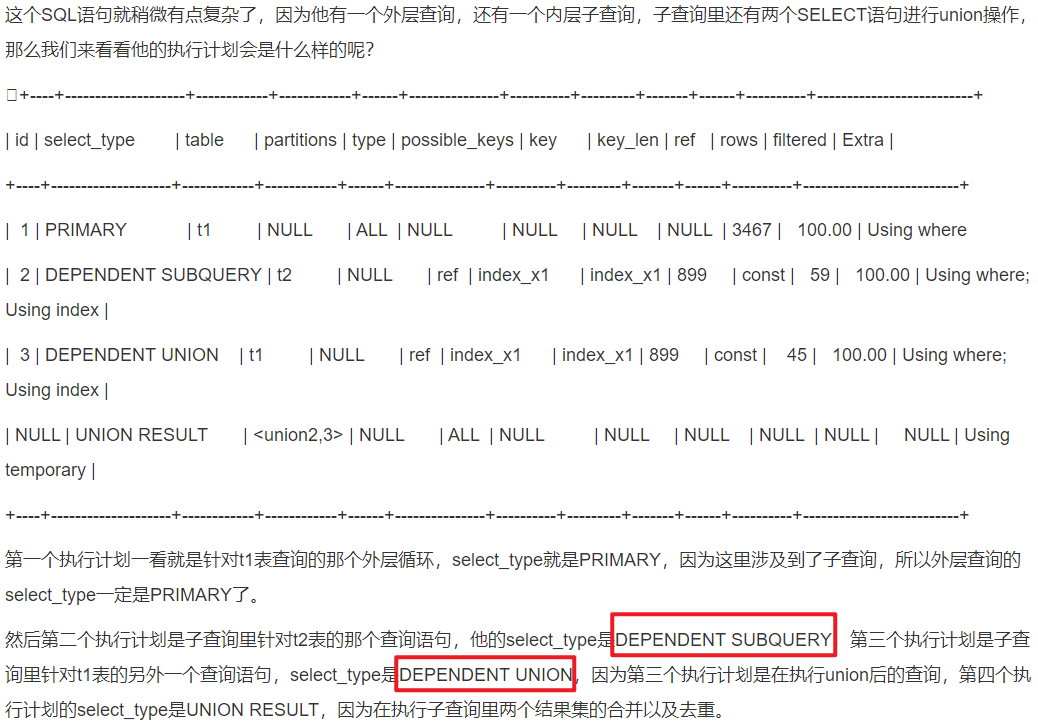 这个SQL语句就稍微有点复杂了，因为他有一个外层查询，还有一个内层子查询，子查询里还有两个SELECT语句进行union操作，
那么我们来看看他的执行计划会是什么样的呢？
+----+--------------------+------------+------------+------+---------------+----------+---------+-------+------+----------+--------------------------+
| id | select_type | table | partitions | type | possible_keys | key | key_len | ref | rows | filtered | Extra |
+----+--------------------+------------+------------+------+---------------+----------+---------+-------+------+----------+--------------------------+
| 1 | PRIMARY | t1 | NULL | ALL | NULL | NULL | NULL | NULL | 3467 | 100.00 | Using where
| 2 | DEPENDENT SUBQUERY | t2 | NULL | ref | index_x1 | index_x1 | 899 | const | 59 | 100.00 | Using where;
Using index |
| 3 | DEPENDENT UNION | t1 | NULL | ref | index_x1 | index_x1 | 899 | const | 45 | 100.00 | Using where;
Using index |
| NULL | UNION RESULT | <union2,3> | NULL | ALL | NULL | NULL | NULL | NULL | NULL | NULL | Using
temporary |
+----+--------------------+------------+------------+------+---------------+----------+---------+-------+------+----------+--------------------------+
第一个执行计划一看就是针对t1表查询的那个外层循环，select_type就是PRIMARY，因为这里涉及到了子查询，所以外层查询的
select_type一定是PRIMARY了。
然后第二个执行计划是子查询里针对t2表的那个查询语句，他的select_type是DEPENDENT SUBQUERY，第三个执行计划是子查
询里针对t1表的另外一个查询语句，select_type是DEPENDENT UNION，因为第三个执行计划是在执行union后的查询，第四个执
行计划的select_type是UNION RESULT，因为在执行子查询里两个结果集的合并以及去重。